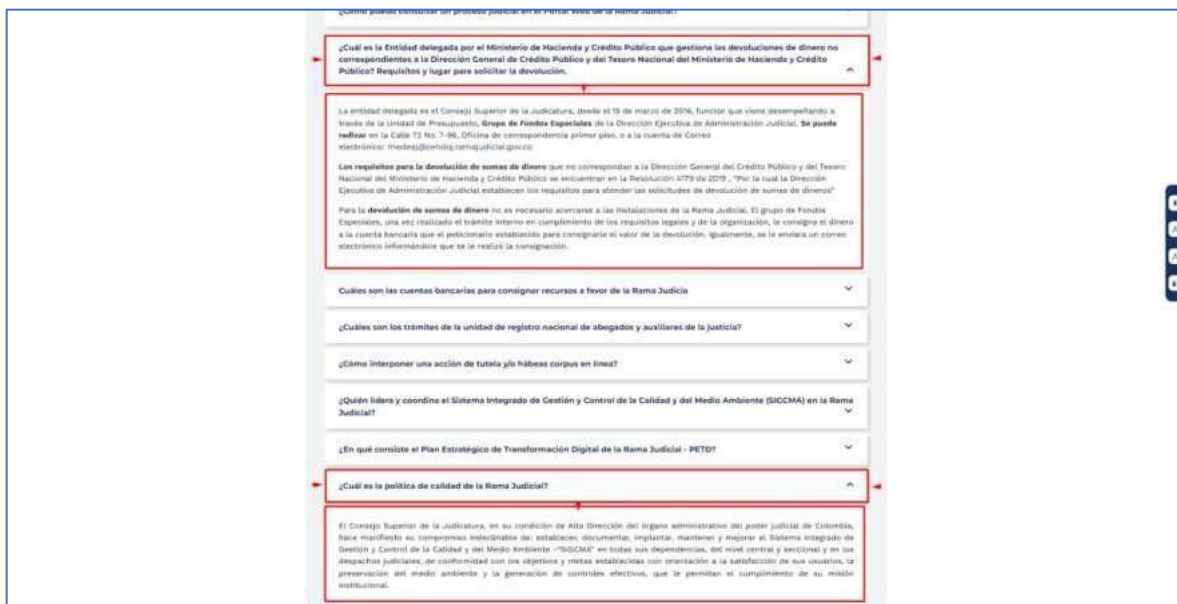 ¿Cómo puedo consultar un proceso judicial en el Portal Web de la Rama Judicial?
¿Cuál es la Entidad delegada por el Ministerio de Hacienda y Crédito Público que gestiona las devoluciones de dinero no
correspondientes a la Dirección General de Crédito Público y del Tesoro Nacional del Ministerio de Hacienda y Crédito
Público? Requisitos y lugar para solicitar la devolución.
La entidad delegada es el Consejo Superior de la Judicatura, desde el 15 de marzo de 2016, función que viene desempeñando a
través de la Unidad de Presupuesto, Grupo de Fondos Especiales de la Dirección Ejecutiva de Administración Judicial. Se puede
radicar en la Calle 72 No. 7-96, Oficina de correspondencia primer piso, o a la cuenta de Correo
electrónico:
Los requisitos para la devolución de sumas de dinero que no correspondan a la Dirección General del Crédito Público y del Tesoro
Nacional del Ministerio de Hacienda y Crédito Público se encuentran en la Resolución 4179 de 2019 , "Por la cual la Dirección
Ejecutiva de Administración Judicial establecen los requisitos para atender las solicitudes de devolución de sumas de dineros"
Para la devolución de sumas de dinero no es necesario acercarse a las instalaciones de la Rama Judicial. El grupo de Fondos
Especiales, una vez realizado el trámite interno en cumplimiento de los requisitos legales y de la organización, le consigna el dinero
a la cuenta bancaria que el peticionario establecido para consignarle el valor de la devolución, igualmente, se le enviara un correo
electrónico informándole que se le realizó la consignación.
Cuáles son las cuentas bancarias para consignar recursos a favor de la Rama Judicia
¿Cuáles son los trámites de la unidad de registro nacional de abogados y auxiliares de la justicia?
¿Cómo interponer una acción de tutela y/o hábeas corpus en línea?
¿Quién lidera y coordina el Sistema Integrado de Gestión y Control de la Calidad y del Medio Ambiente (SIGCMA) en la Rama
Judicial?
¿En qué consiste el Plan Estratégico de Transformación Digital de la Rama Judicial - PETD?
¿Cuál es la política de calidad de la Rama Judicial?
El Consejo Superior de la Judicatura, en su condición de Alta Dirección del órgano administrativo del poder judicial de Colombia,
hace manifiesto su compromiso indeclinable de: establecer, documentar, implantar, mantener y mejorar el Sistema Integrado de
Gestión y Control de la Calidad y del Medio Ambiente -"SIGCMA" en todas sus dependencias, del nivel central y seccional y en los
despachos judiciales, de conformidad con los objetivos y metas establecidas con orientación a la satisfacción de sus usuarios, la
preservación del medio ambiente y la generación de controles efectivos, que le permitan el cumplimiento de su misión
institucional.